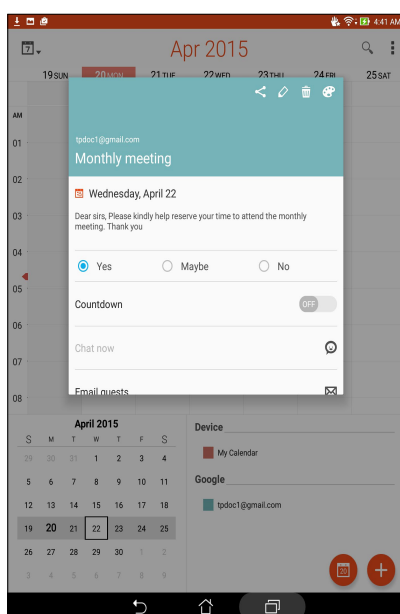 4:41 AM
7
Apr 2015
19 SUN 20 MON 21 TUE 22 WED 23 THU 24 FRI 25 SAT
AM
01
02
03
04
05
06
07
08
tpdoc1@gmail.com
Monthly meeting
Wednesday, April 22
Dear sirs, Please kindly help reserve your time to attend the monthly
meeting. Thank you
Yes Maybe No
Countdown OFF
Chat now
Email guests
April 2015
S M T W T F S
29 30 31 1 2 3 4
5 6 7 8 9 10 11
12 13 14 15 16 17 18
19 20 21 22 23 24 25
26 27 28 29 30 1 2
3 4 5 6 7 8 9
Device
My Calendar
Google
tpdoc1@gmail.com
20